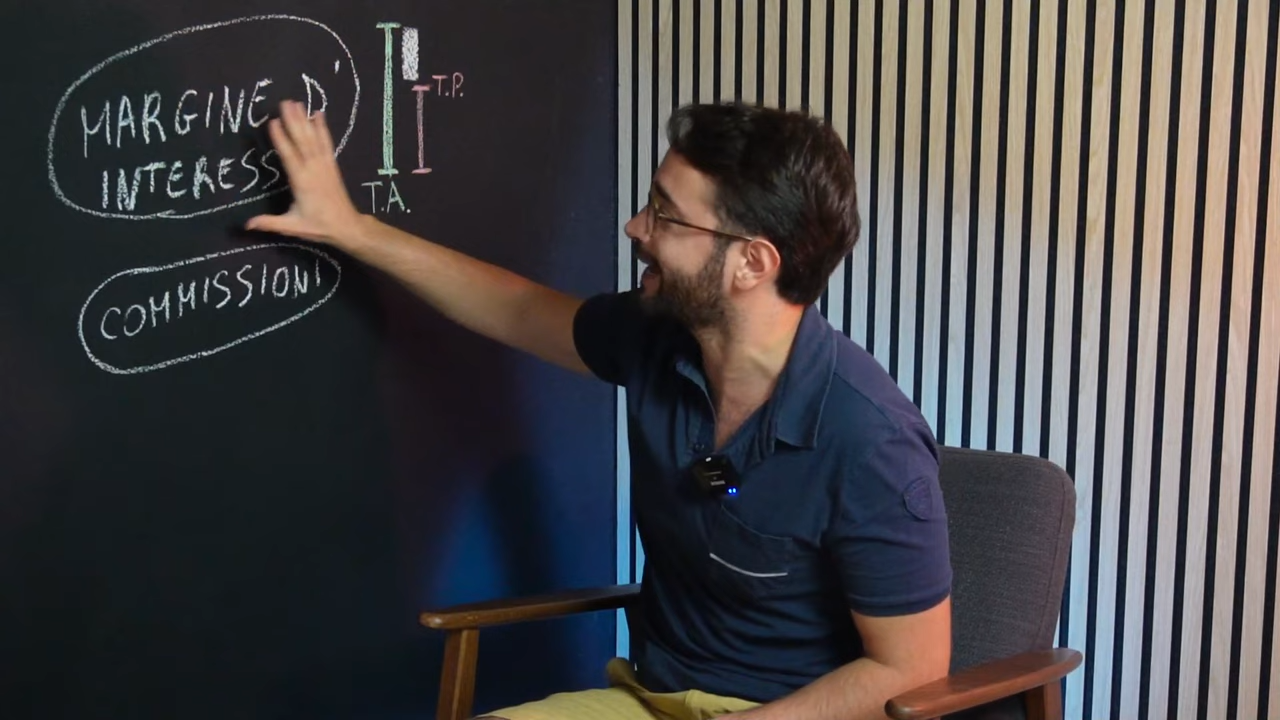 MARGINE D'
INTERESS
T.P.
T.A.
COMMISSIONI